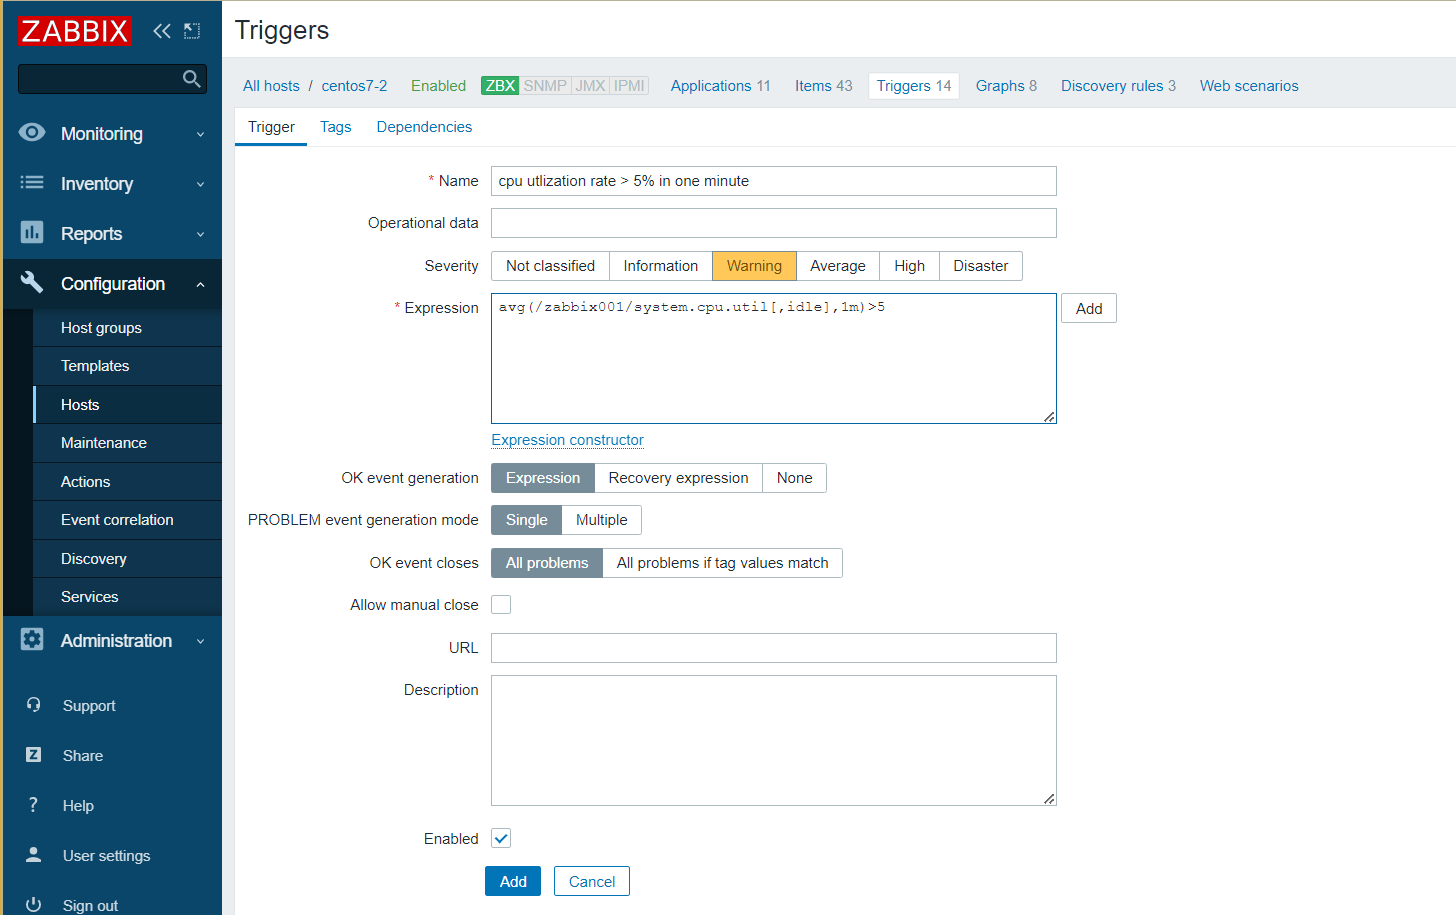 ZABBIX
Triggers
All hosts / centos7-2 Enabled ZBX SNMP JMX IPMI Applications 11 Items 43 Triggers 14 Graphs 8 Discovery rules 3 Web scenarios
Trigger Tags Dependencies
Monitoring
Inventory
Reports
Configuration
Host groups
Templates
Hosts
Maintenance
Actions
Event correlation
Discovery
Services
Administration
Support
Z Share
? Help
User settings
Sign out
* Name cpu utlization rate > 5% in one minute
Operational data
Severity Not classified Information Warning Average High Disaster
* Expression avg(/zabbix001/system.cpu.util[,idle],1m)>5 Add
Expression constructor
OK event generation Expression Recovery expression None
PROBLEM event generation mode Single Multiple
OK event closes All problems All problems if tag values match
Allow manual close
URL
Description
Enabled
Add Cancel